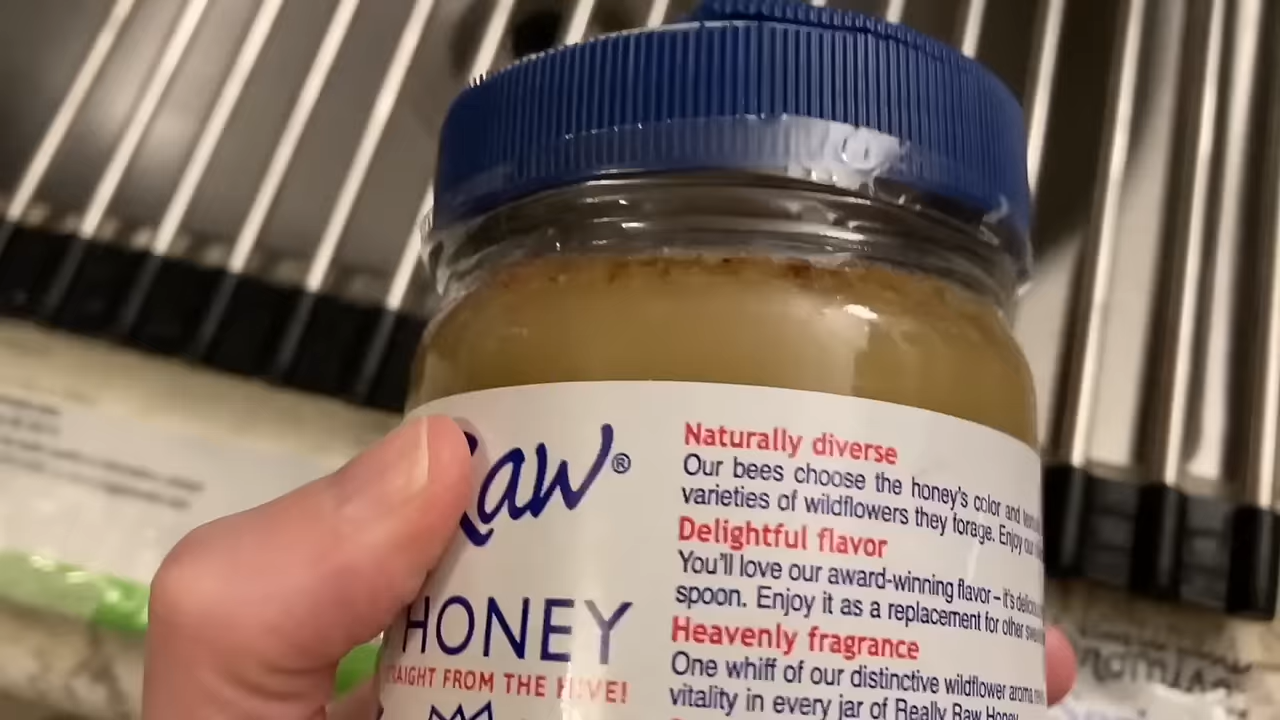 Raw®
HONEY
RAIGHT FROM THE HIVE!
Naturally diverse
Our bees choose the honey's color and
varieties of wildflowers they forage. Enjoy our
Delightful flavor
You'll love our award-winning flavor – it's
spoon. Enjoy it as a replacement for other
Heavenly fragrance
One whiff of our distinctive wildflower aroma
vitality in every jar of Really Raw Honey